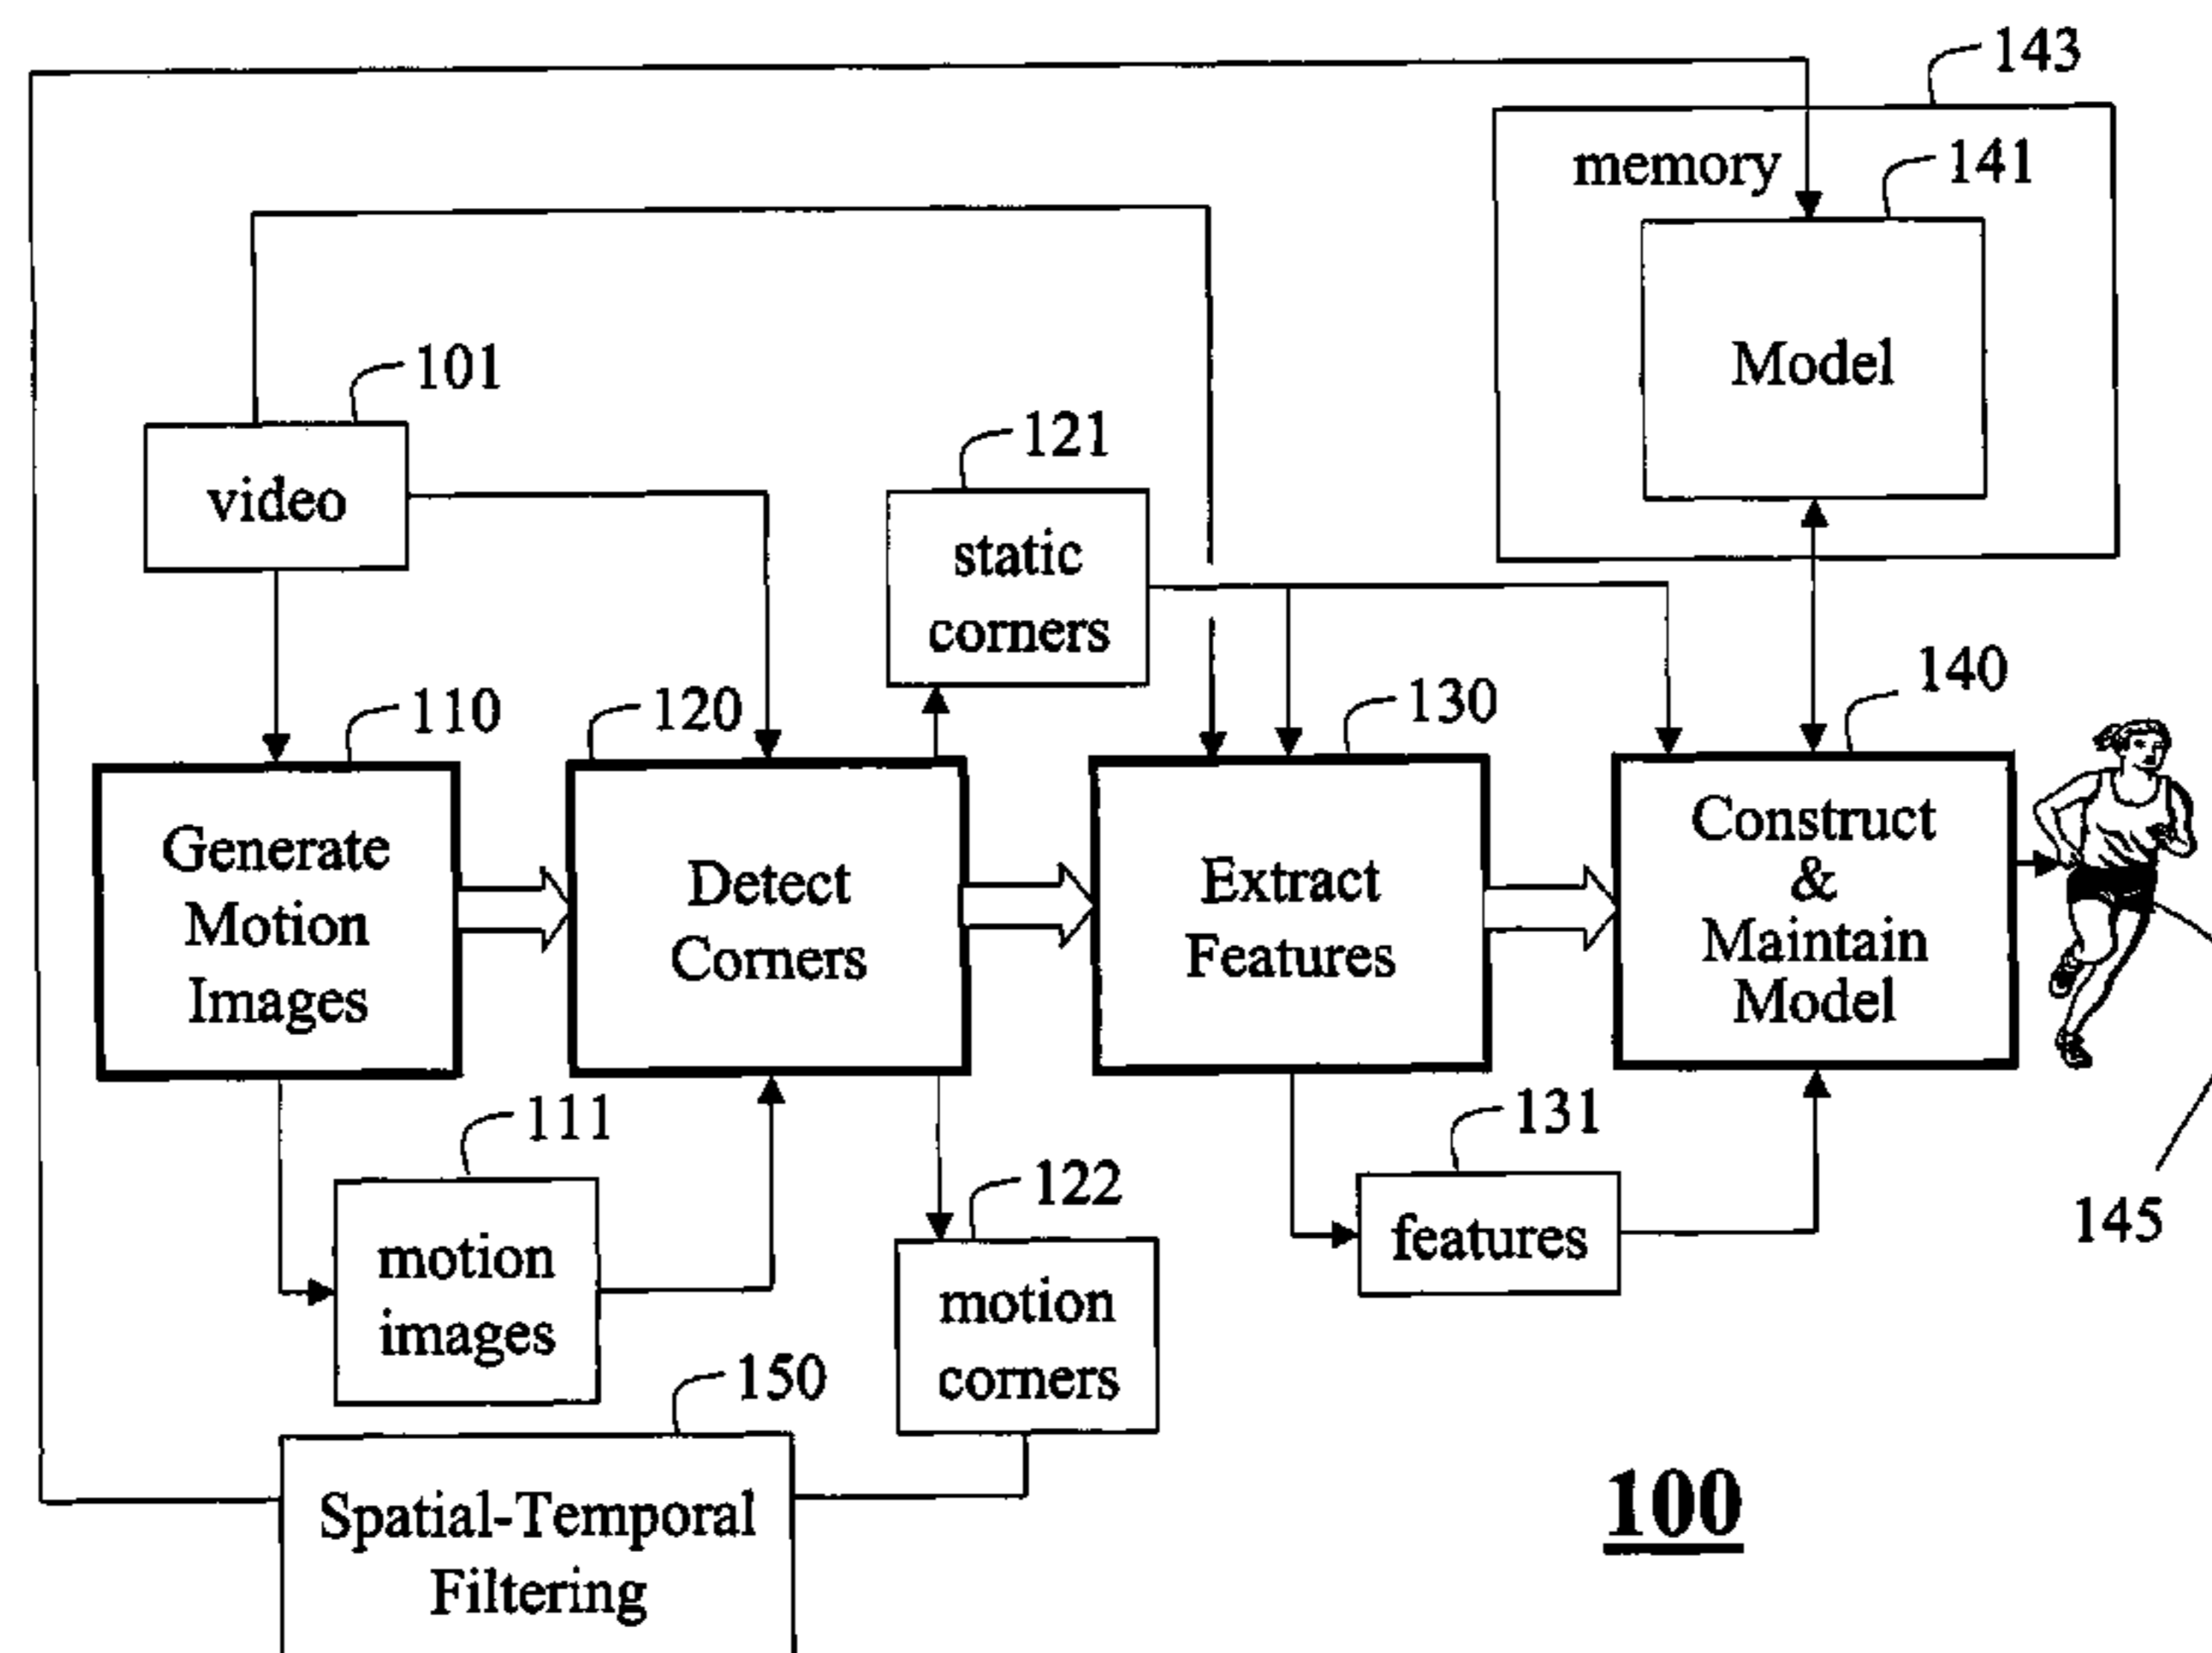 143
memory
141
Model
101
video
121
static
corners
110
120
130
140
Generate
Motion
Images
Detect
Corners
Extract
Features
Construct
&
Maintain
Model
111
motion
images
122
motion
corners
131
features
145
150
Spatial-Temporal
Filtering
100